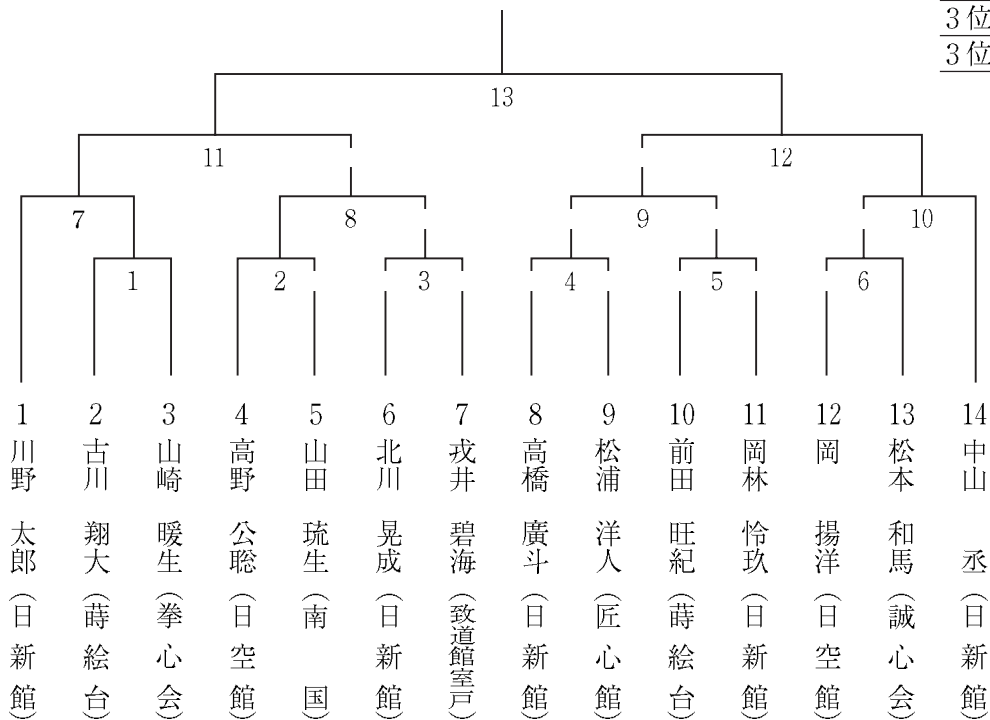 3位
3位
13
11
12
7
8
9
10
1
2
3
4
5
6
1 川野 太郎 (日新館)
2 古川 翔大 (蒔絵台)
3 山崎 暖生 (拳心会)
4 高野 公聡 (日空館)
5 山田 琉生 (南国)
6 北川 晃成 (日新館)
7 戎井 碧海 (致道館室戸)
8 高橋 廣斗 (日新館)
9 松浦 洋人 (匠心館)
10 前田 旺紀 (蒔絵台)
11 岡林 怜玖 (日新館)
12 岡 揚洋 (日空館)
13 松本 和馬 (誠心会)
14 中山 丞 (日新館)